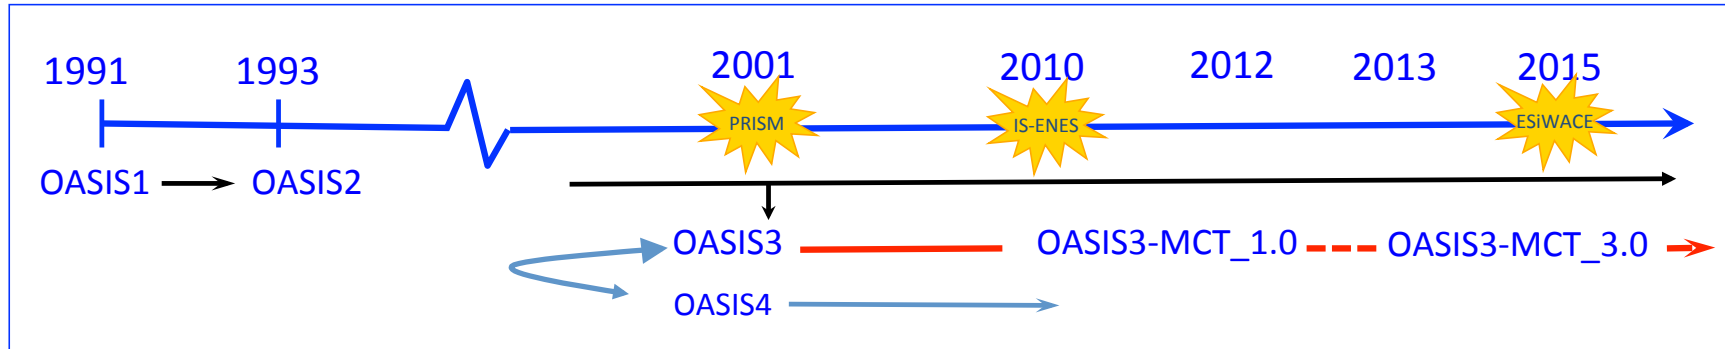 1991 1993 2001 2010 2012 2013 2015
PRISM IS-ENES ESiWACE
OASIS1 OASIS2
OASIS3 OASIS3-MCT_1.0 OASIS3-MCT_3.0
OASIS4